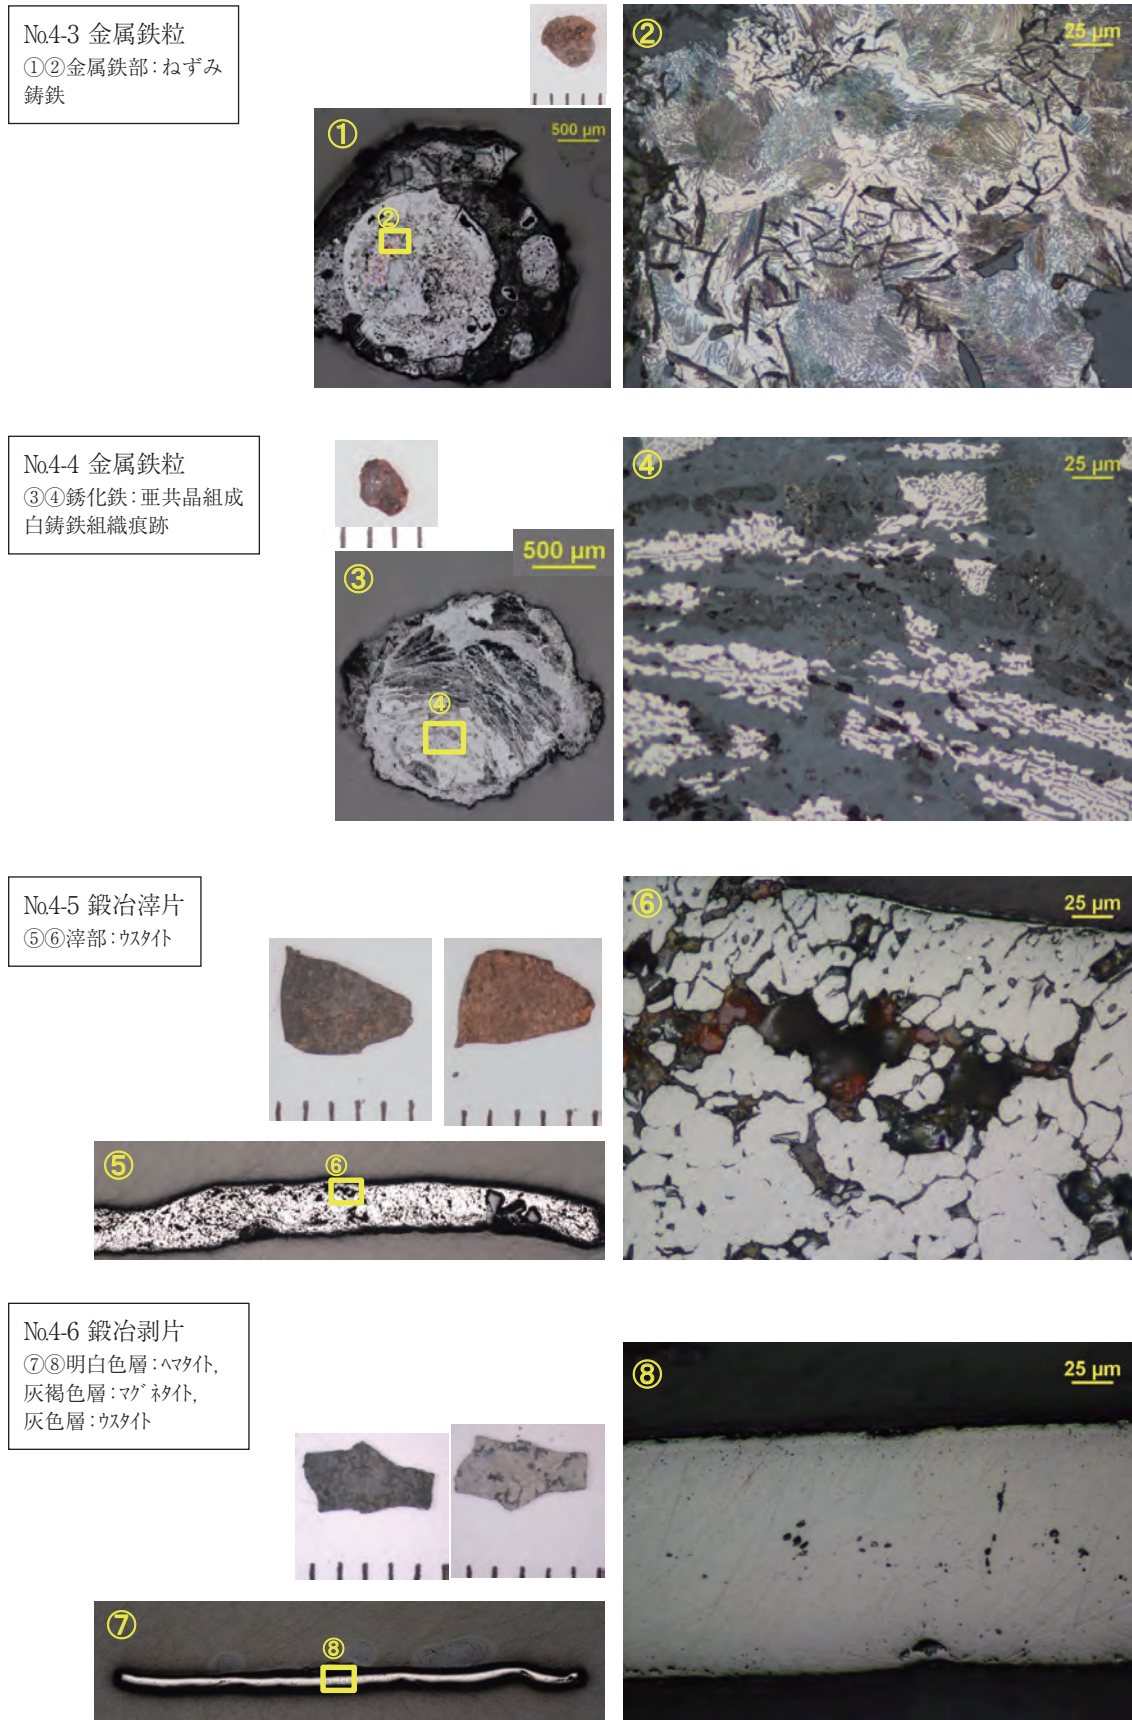 No.4-3 金属鉄粒
①②金属鉄部:ねずみ
鋳鉄
① 500 µm
②
② 25 µm
No.4-4 金属鉄粒
③④銹化鉄:亜共晶組成
白鋳鉄組織痕跡
③ 500 µm
④
④ 25 µm
No.4-5 鍛冶滓片
⑤⑥滓部:ウスタイト
⑤
⑥
⑥ 25 µm
No.4-6 鍛冶剥片
⑦⑧明白色層:ヘマタイト,
灰褐色層:マグネタイト,
灰色層:ウスタイト
⑦
⑧
⑧ 25 µm